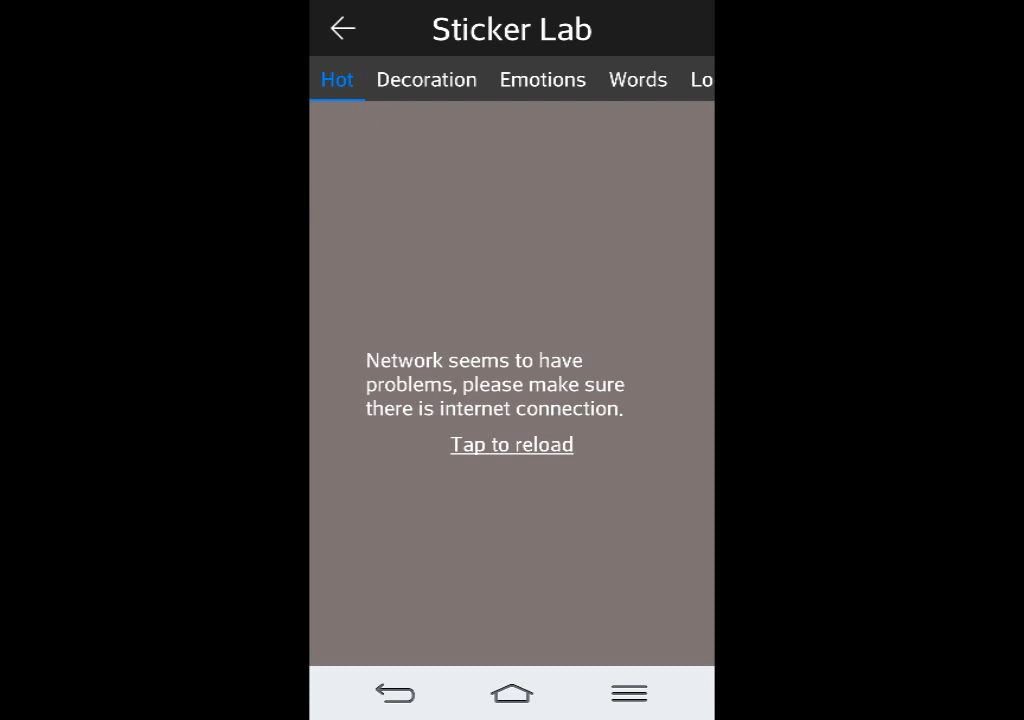 Sticker Lab
Hot Decoration Emotions Words Lo
Network seems to have
problems, please make sure
there is internet connection.
Tap to reload